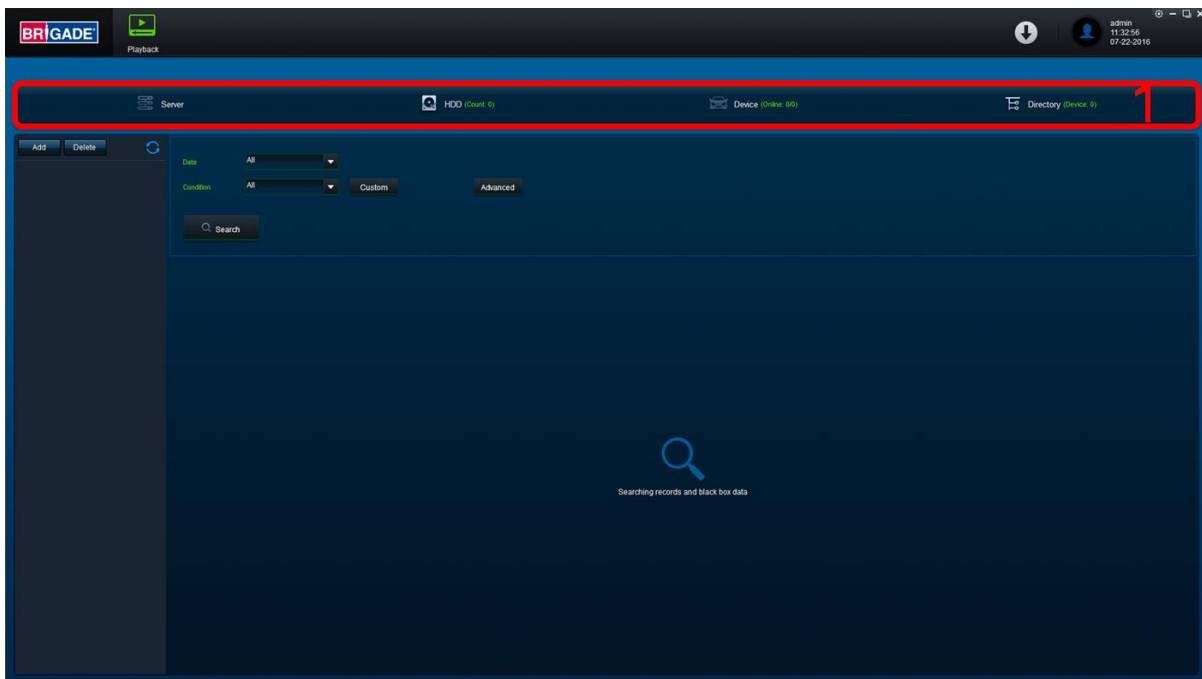 BRIGADE
Playback
admin
11:32:56
07-22-2016
Server
HDD (Count: 0)
Device (Online: 0/0)
Directory (Device: 0)
1
Add Delete
Date All
Condition All Custom Advanced
Search
Searching records and black box data